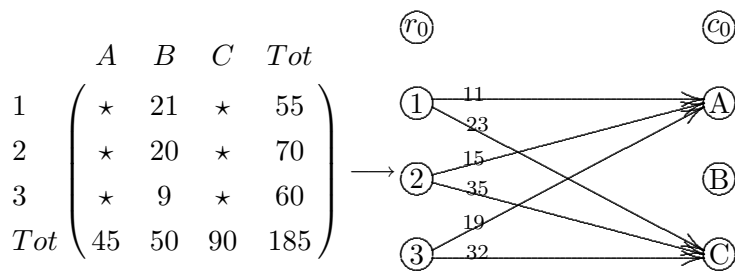 A B C Tot
1 ⋆ 21 ⋆ 55
2 ⋆ 20 ⋆ 70
3 ⋆ 9 ⋆ 60
Tot 45 50 90 185
r₀ c₀
1 11 A
23
2 15 B
35
3 19 C
32